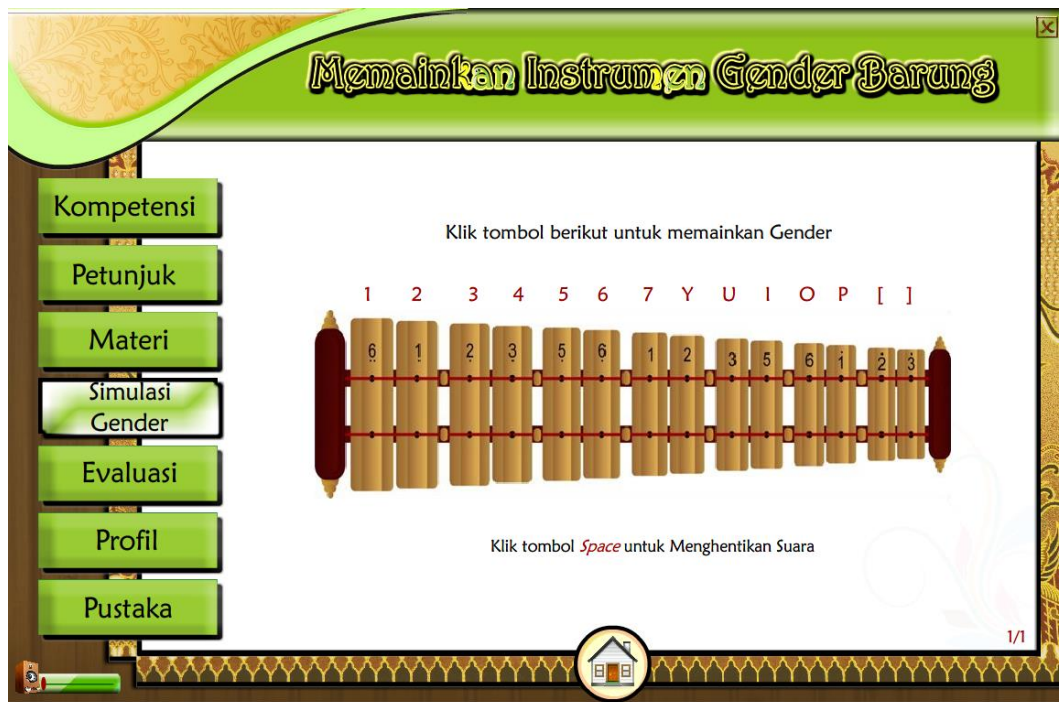 Memainkan Instrumen Gender Barung
X
Kompetensi
Petunjuk
Materi
Simulasi
Gender
Evaluasi
Profil
Pustaka
Klik tombol berikut untuk memainkan Gender
1 2 3 4 5 6 7 Y U I O P [ ]
6̤ 1̣ 2̣ 3̣ 5̣ 6̣ 1 2 3 5 6 1̇ 2̇ 3̇
Klik tombol Space untuk Menghentikan Suara
1/1